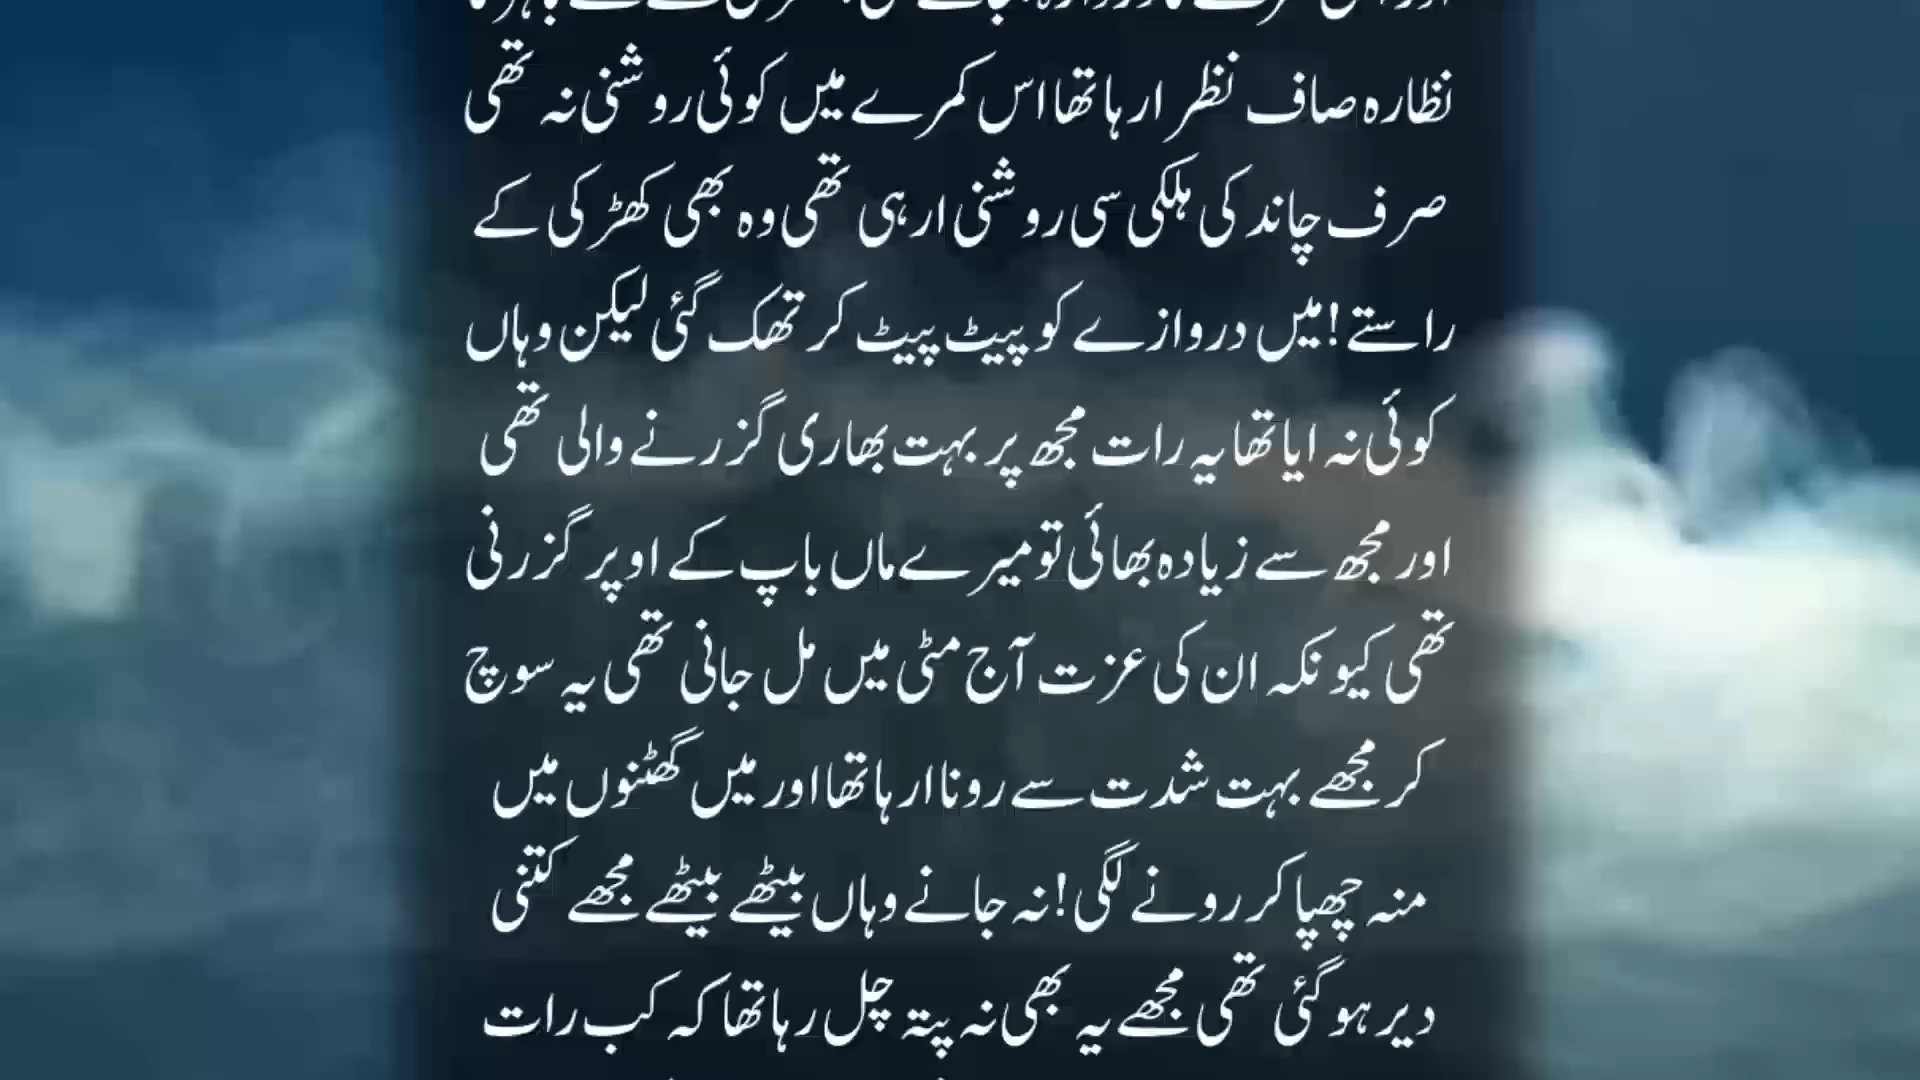 نظارہ صاف نظر ارہا تھا اس کمرے میں کوئی روشنی نہ تھی
صرف چاند کی ہلکی سی روشنی ارہی تھی وہ بھی کھڑکی کے
راستے !میں دروازے کو پیٹ پیٹ کر تھک گئی لیکن وہاں
کوئی نہ ایا تھا یہ رات مجھ پر بہت بھاری گزرنے والی تھی
اور مجھ سے زیادہ بھائی تو میرے ماں باپ کے اوپر گزرنی
تھی کیونکہ ان کی عزت آج مٹی میں مل جانی تھی یہ سوچ
کر مجھے بہت شدت سے رونا ارہا تھا اور میں گھٹنوں میں
منہ چھپا کر رونے لگی !نہ جانے وہاں بیٹھے بیٹھے مجھے کتنی
دیر ہو گئی تھی مجھے یہ بھی نہ پتہ چل رہا تھا کہ کب رات